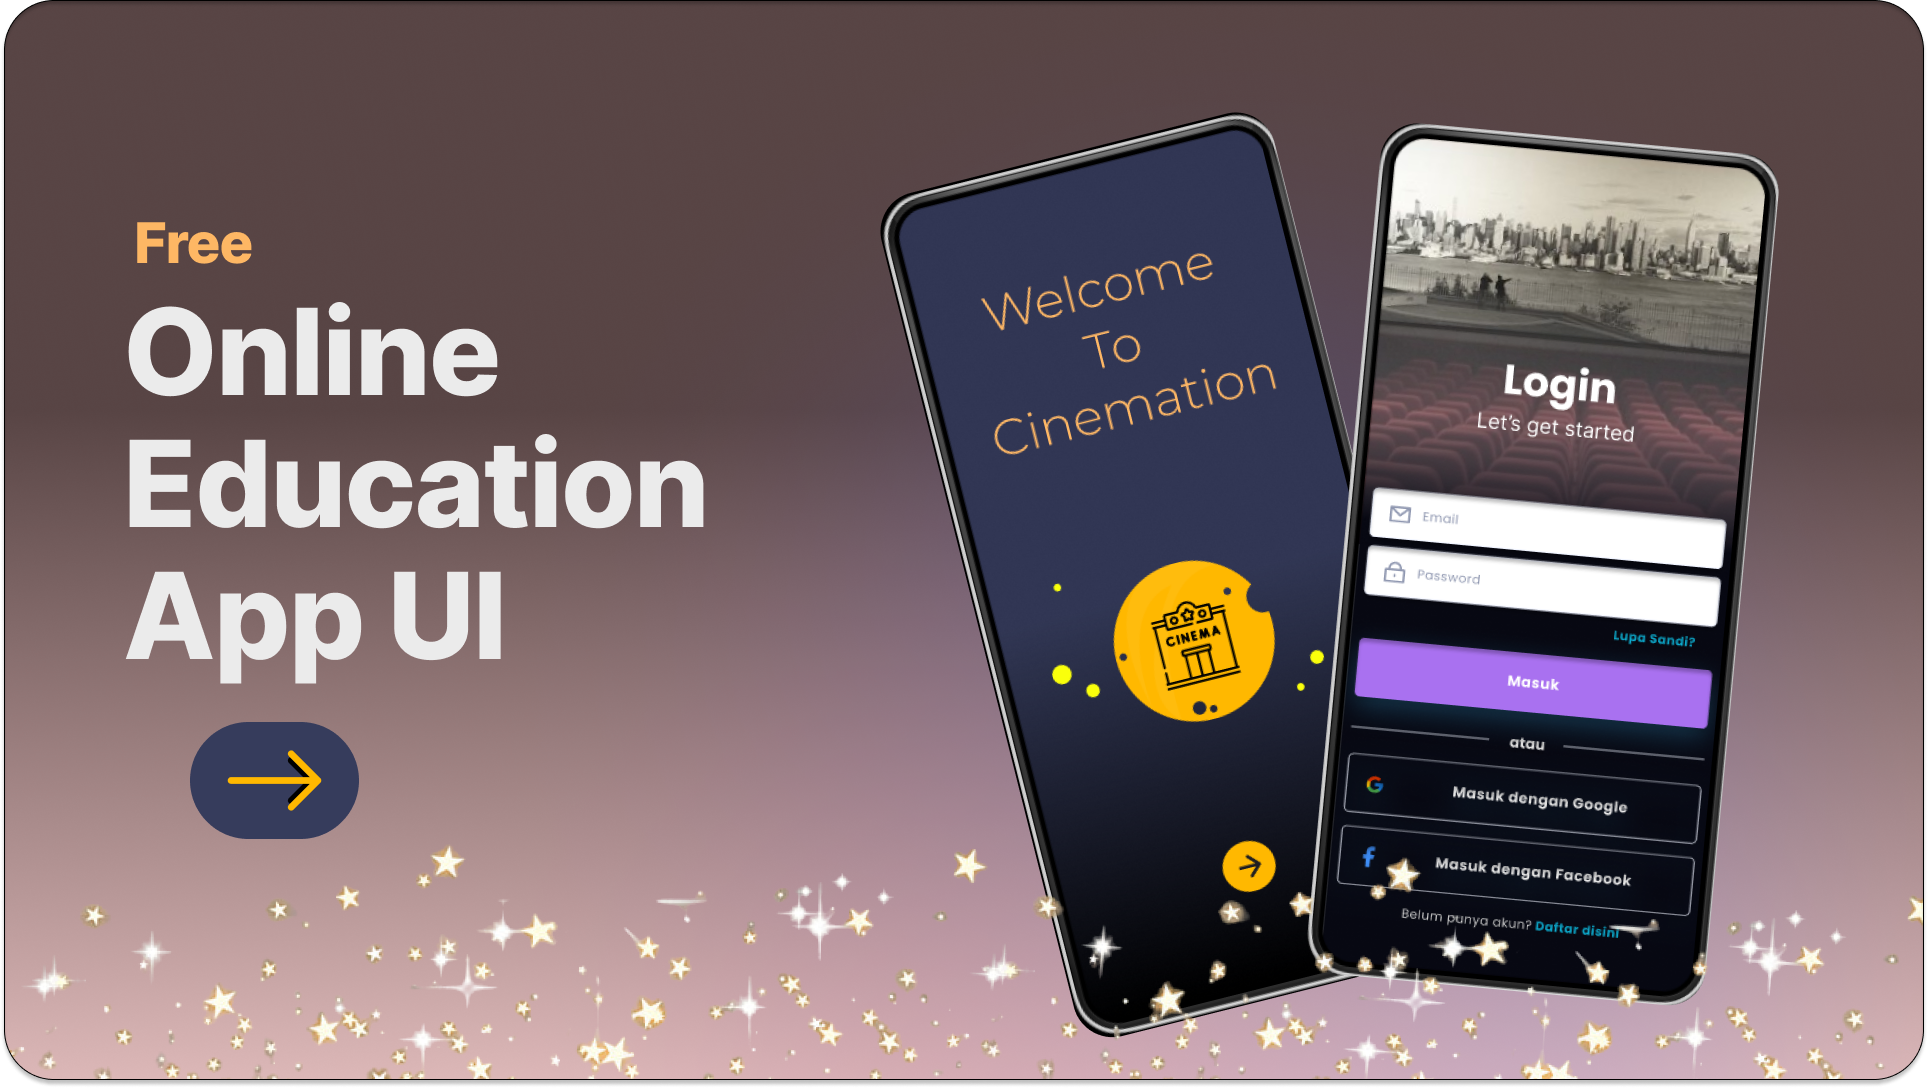 Free
Online
Education
App UI
Welcome
To
Cinemation
CINEMA
Login
Let's get started
Email
Password
Lupa Sandi?
Masuk
atau
Masuk dengan Google
Masuk dengan Facebook
Belum punya akun? Daftar disini